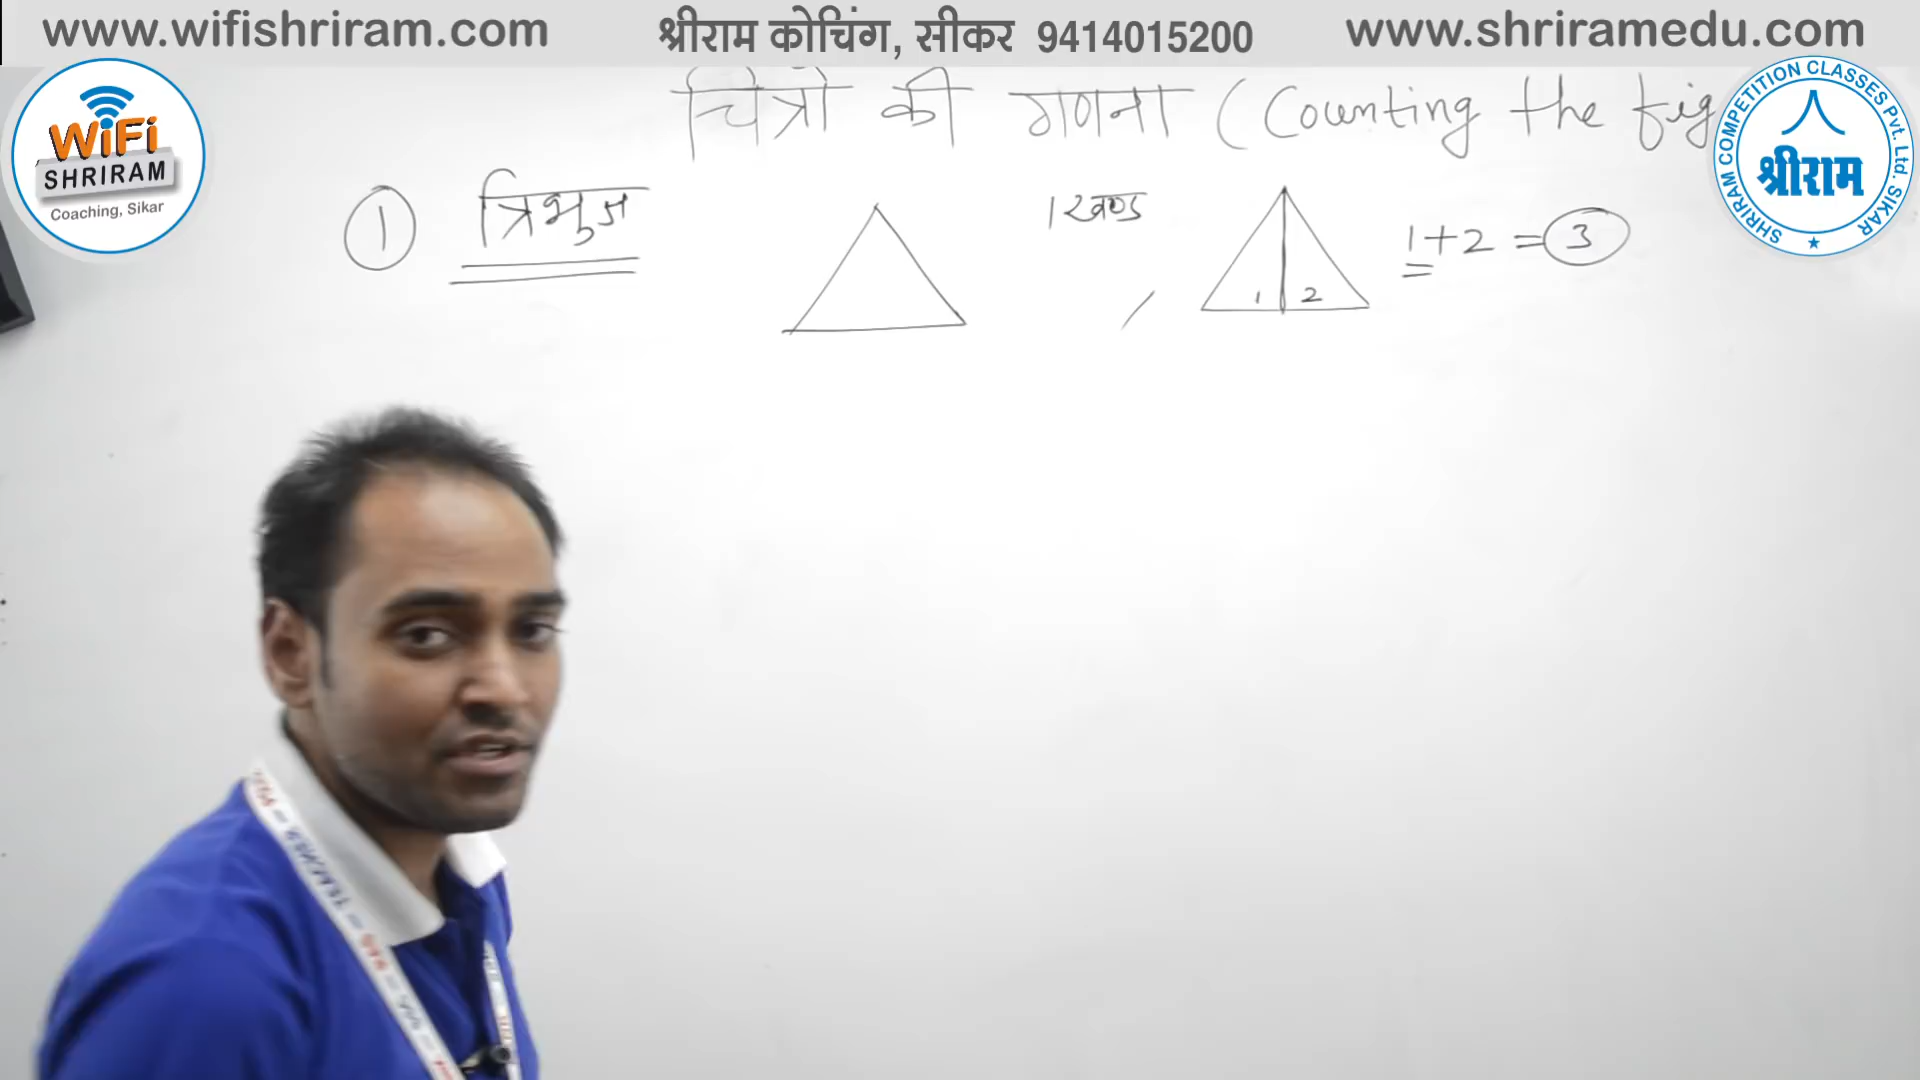 www.wifishriram.com
श्रीराम कोचिंग, सीकर 9414015200
www.shriramedu.com
WiFi
SHRIRAM
Coaching, Sikar
SHRIRAM COMPETITION CLASSES Pvt. Ltd. SIKAR
श्रीराम
चित्रो की गणना (Counting the fig
1 त्रिभुज
1 खण्ड
1 2
1+2 = 3